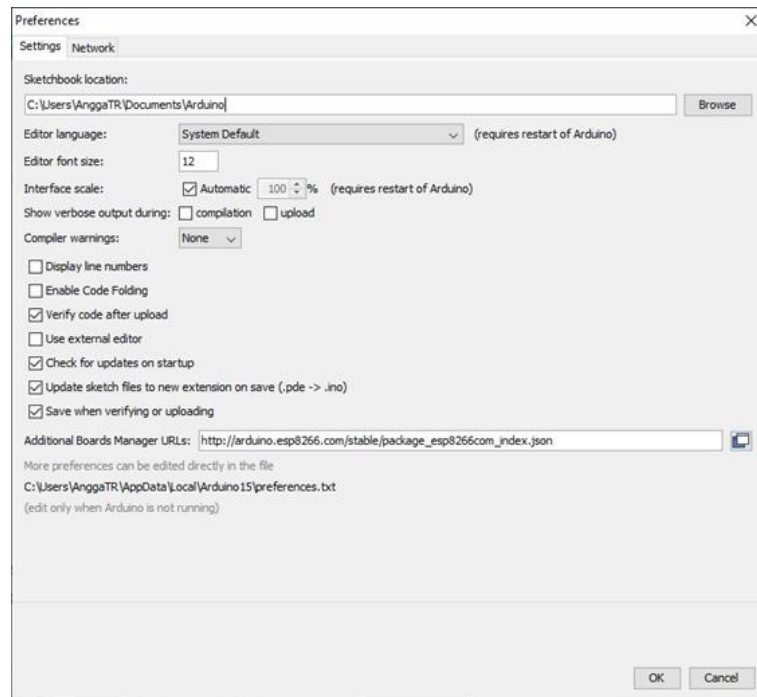 Preferences
Settings Network
Sketchbook location:
C:\Users\AnggaTR\Documents\Arduino Browse
Editor language: System Default (requires restart of Arduino)
Editor font size: 12
Interface scale: Automatic 100 % (requires restart of Arduino)
Show verbose output during: compilation upload
Compiler warnings: None
Display line numbers
Enable Code Folding
Verify code after upload
Use external editor
Check for updates on startup
Update sketch files to new extension on save (.pde -> .ino)
Save when verifying or uploading
Additional Boards Manager URLs: http://arduino.esp8266.com/stable/package_esp8266com_index.json
More preferences can be edited directly in the file
C:\Users\AnggaTR\AppData\Local\Arduino15\preferences.txt
(edit only when Arduino is not running)
OK Cancel